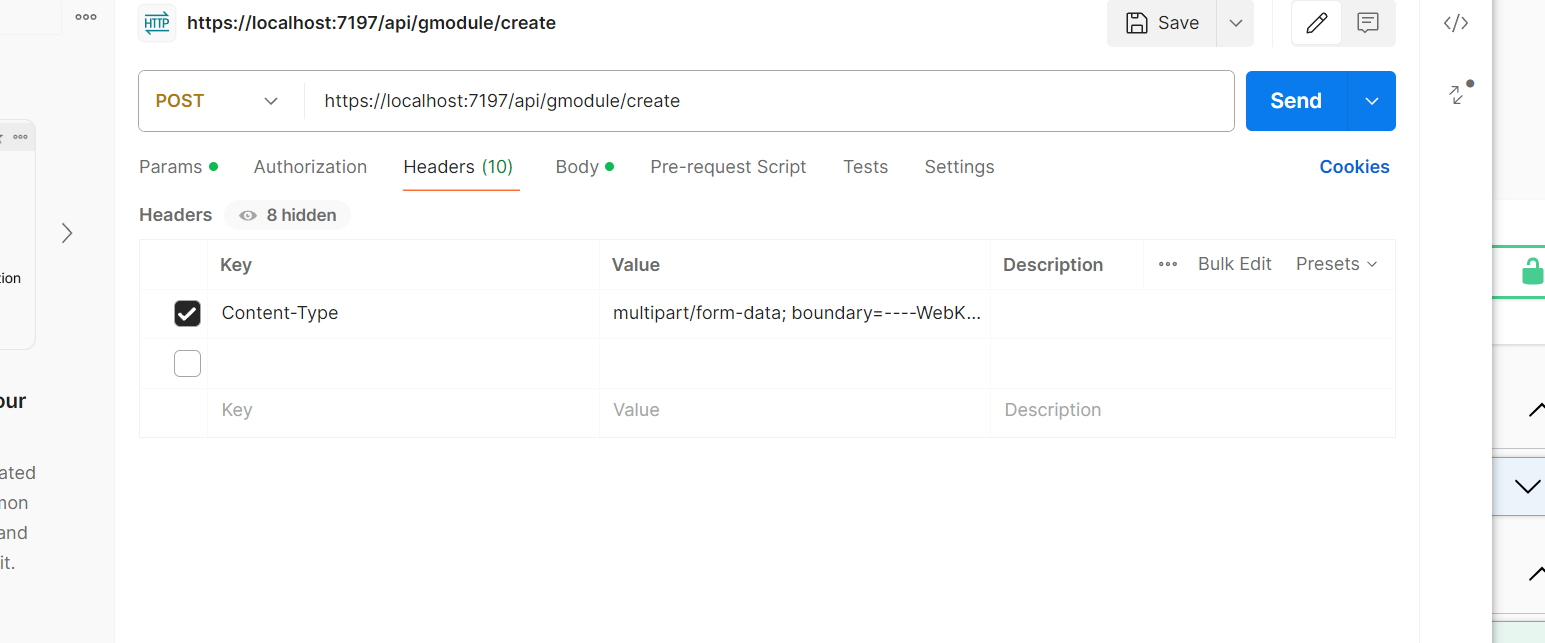 HTTP https://localhost:7197/api/gmodule/create
Save
POST
https://localhost:7197/api/gmodule/create
Send
Params
Authorization
Headers (10)
Body
Pre-request Script
Tests
Settings
Cookies
Headers
8 hidden
Key
Value
Description
Bulk Edit
Presets
Content-Type
multipart/form-data; boundary=----WebK...
Key
Value
Description
tion
our
ated
mon
and
it.